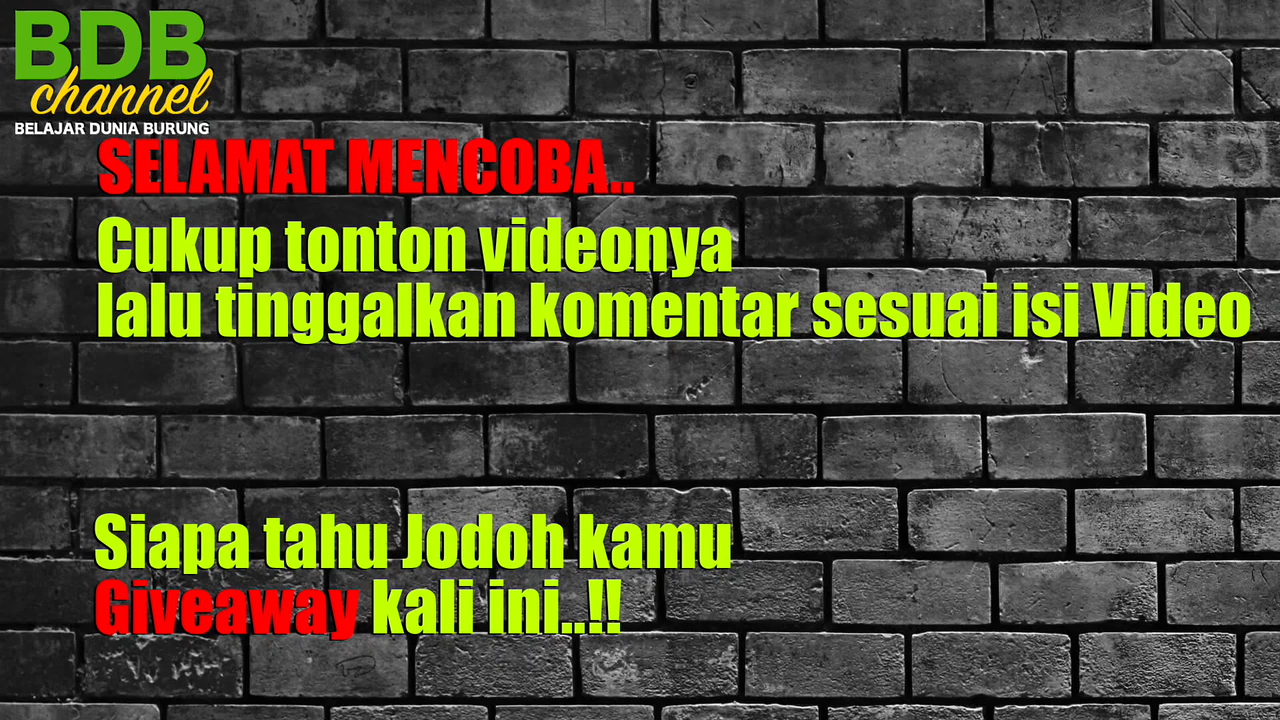 BDB
channel
BELAJAR DUNIA BURUNG
SELAMAT MENCOBA..
Cukup tonton videonya
lalu tinggalkan komentar sesuai isi Video
Siapa tahu Jodoh kamu
Giveaway kali ini..!!